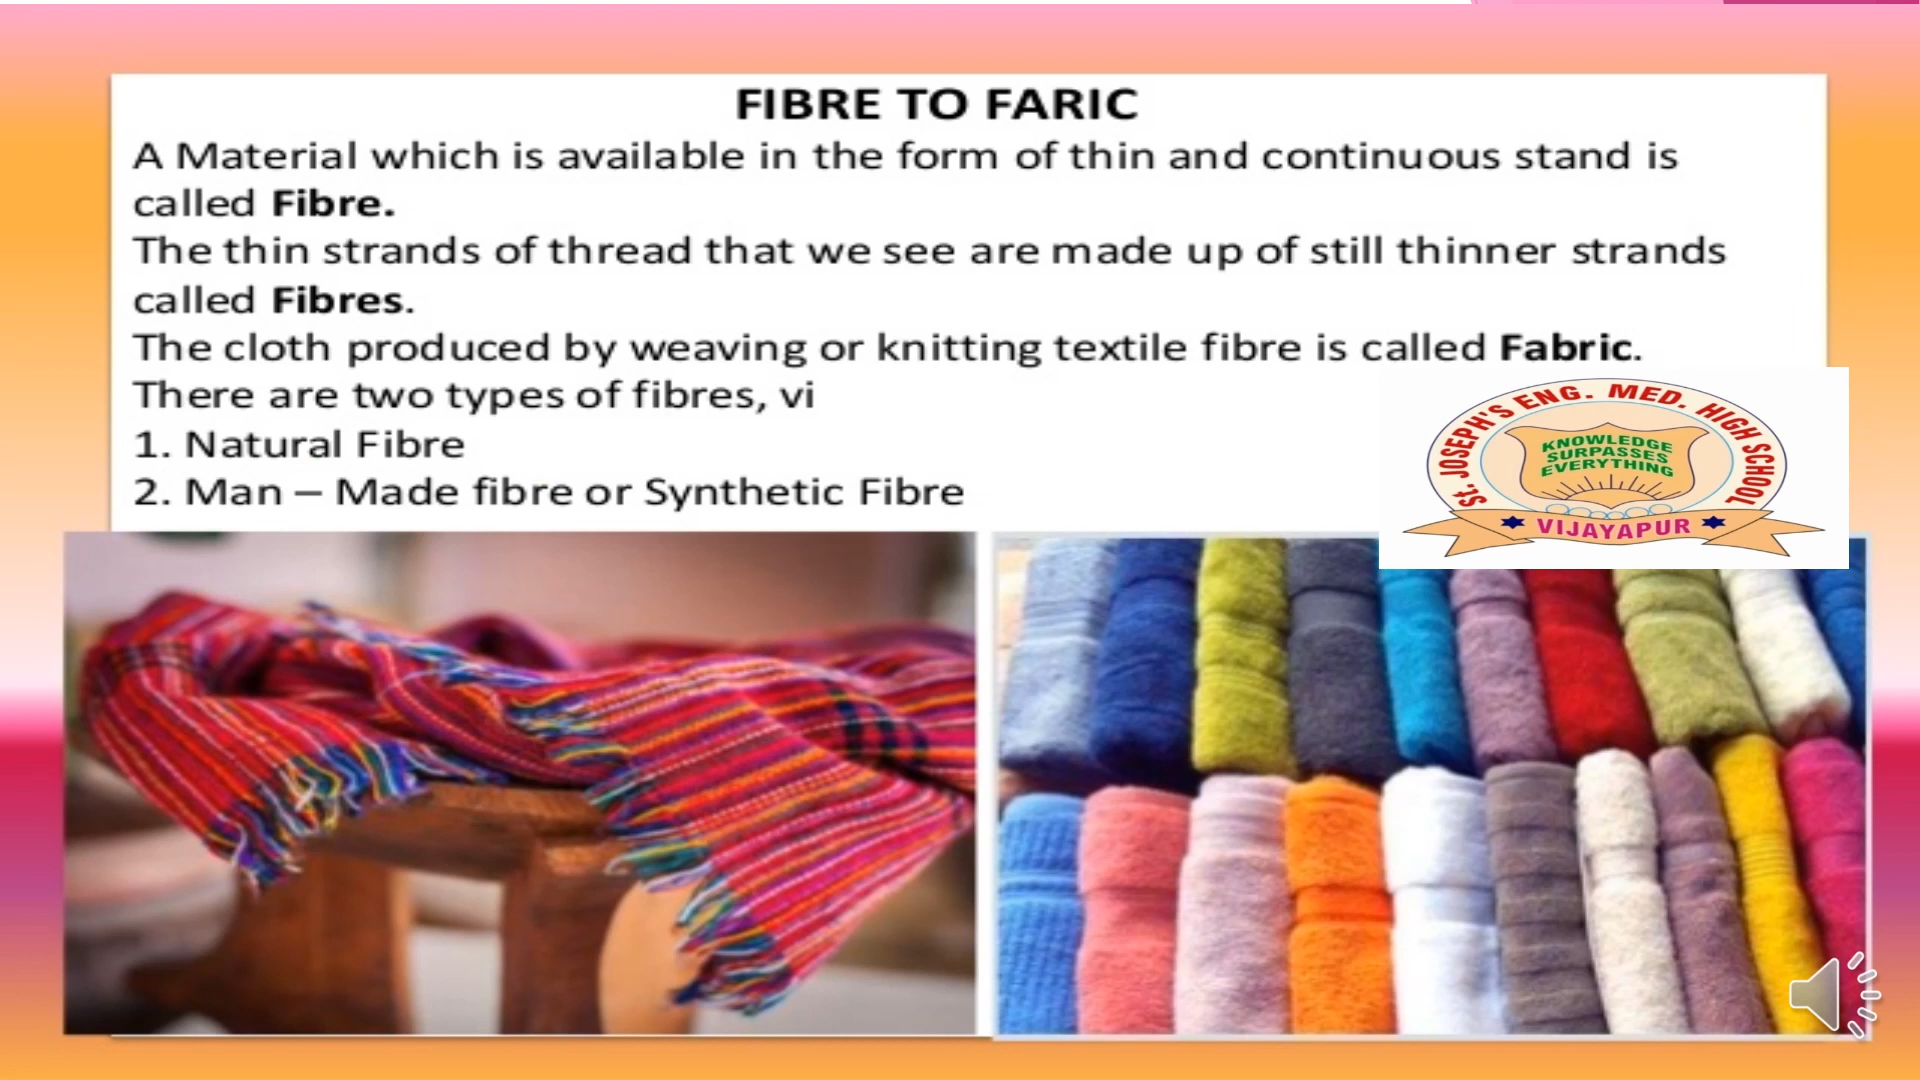 FIBRE TO FARIC
A Material which is available in the form of thin and continuous stand is
called Fibre.
The thin strands of thread that we see are made up of still thinner strands
called Fibres.
The cloth produced by weaving or knitting textile fibre is called Fabric.
There are two types of fibres, vi
1. Natural Fibre
2. Man – Made fibre or Synthetic Fibre
St. JOSEPH'S ENG. MED. HIGH SCHOOL
KNOWLEDGE
SURPASSES
EVERYTHING
VIJAYAPUR